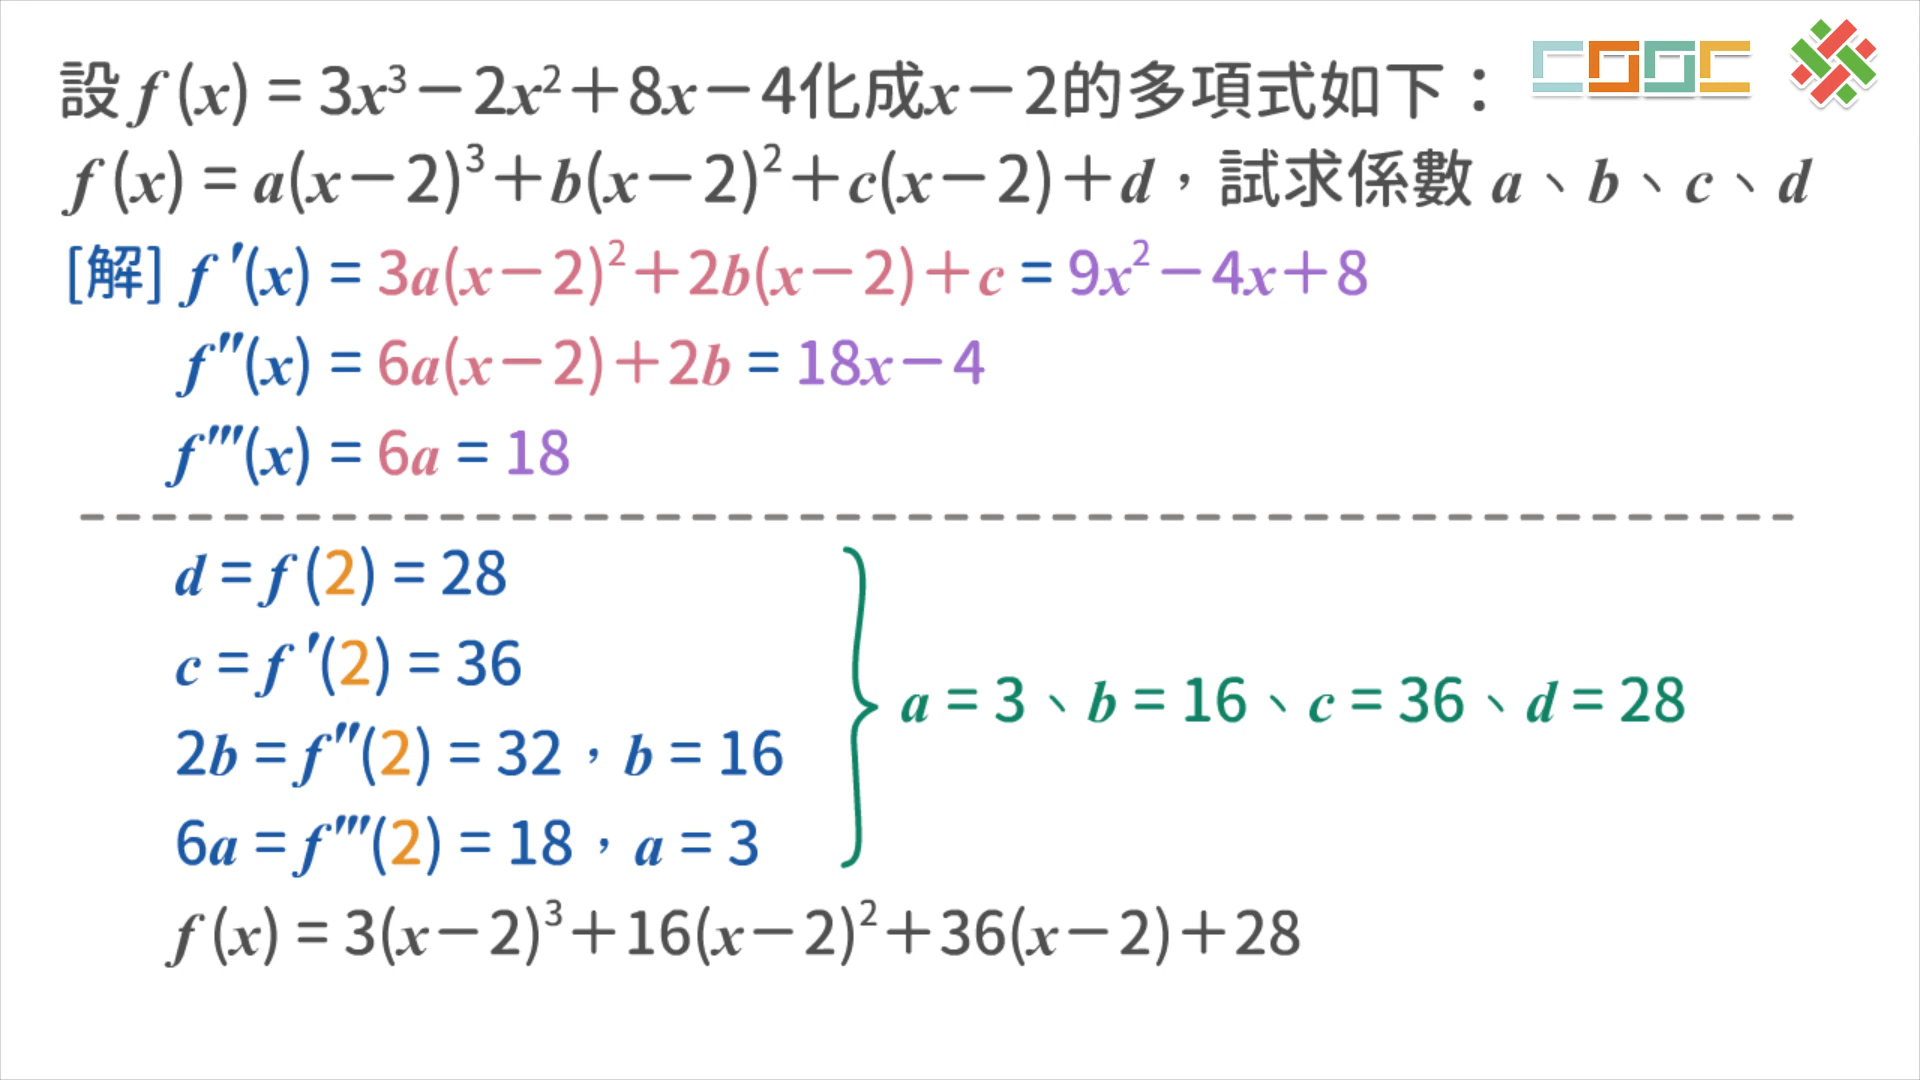 設 f (x) = 3x³－2x²＋8x－4化成x－2的多項式如下：
f (x) = a(x－2)³＋b(x－2)²＋c(x－2)＋d，試求係數 a、b、c、d
[解] f ′(x) = 3a(x－2)²＋2b(x－2)＋c = 9x²－4x＋8
f″(x) = 6a(x－2)＋2b = 18x－4
f‴(x) = 6a = 18
d = f (2) = 28
c = f ′(2) = 36
2b = f″(2) = 32，b = 16
6a = f‴(2) = 18，a = 3
a = 3、b = 16、c = 36、d = 28
f (x) = 3(x－2)³＋16(x－2)²＋36(x－2)＋28
COOC